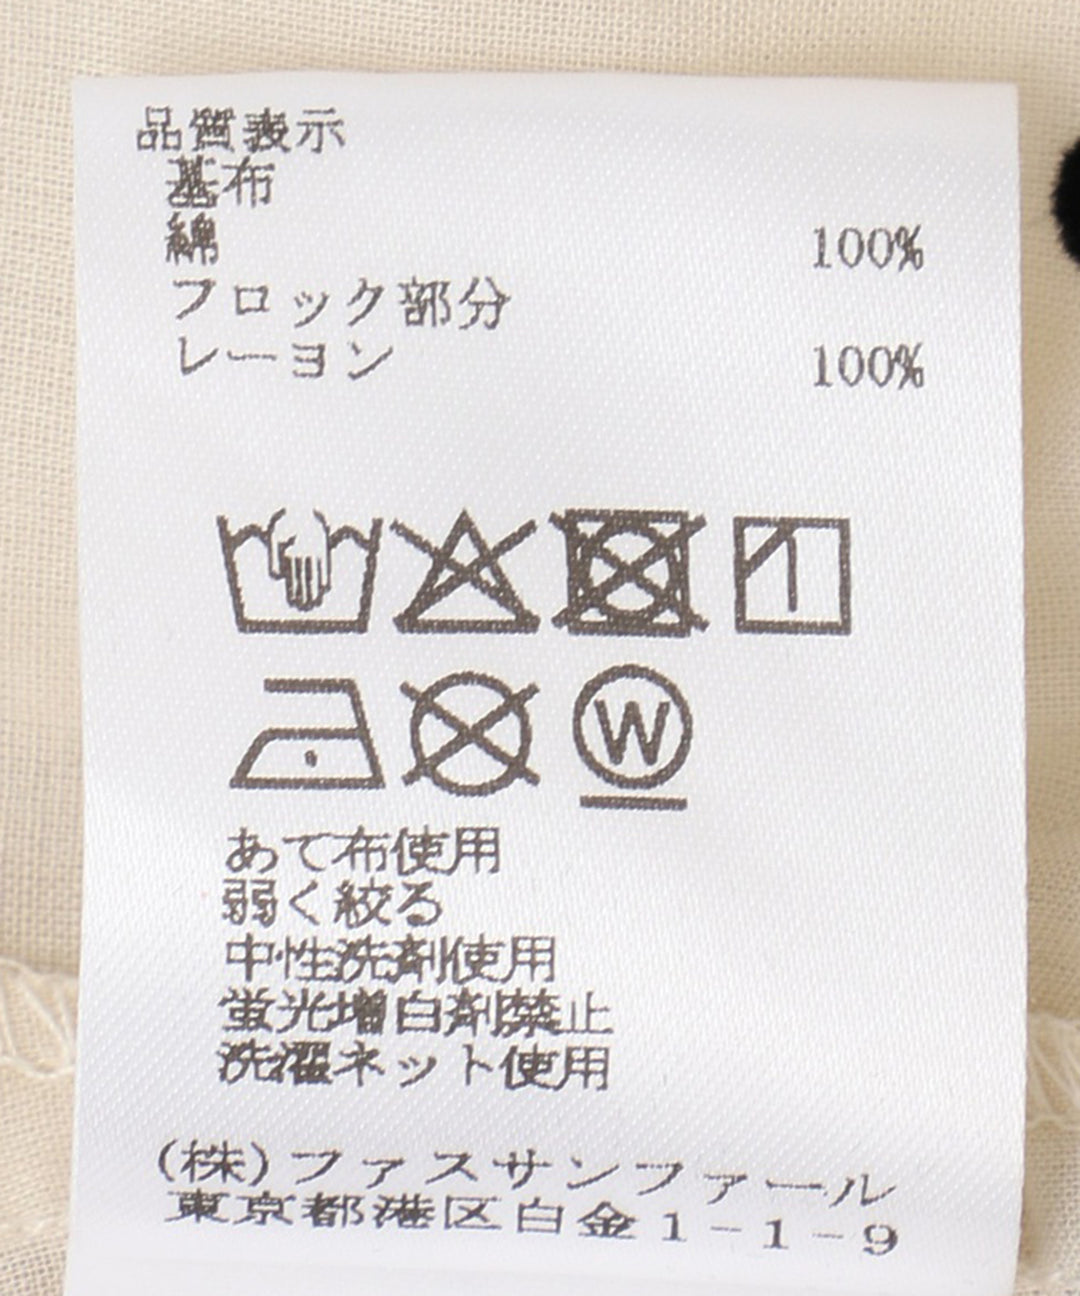 品質表示
基布
綿 100%
フロック部分
レーヨン 100%
W
あて布使用
弱く絞る
中性洗剤使用
蛍光増白剤禁止
洗濯ネット使用
(株)ファスサンファール
東京都港区白金1-1-9